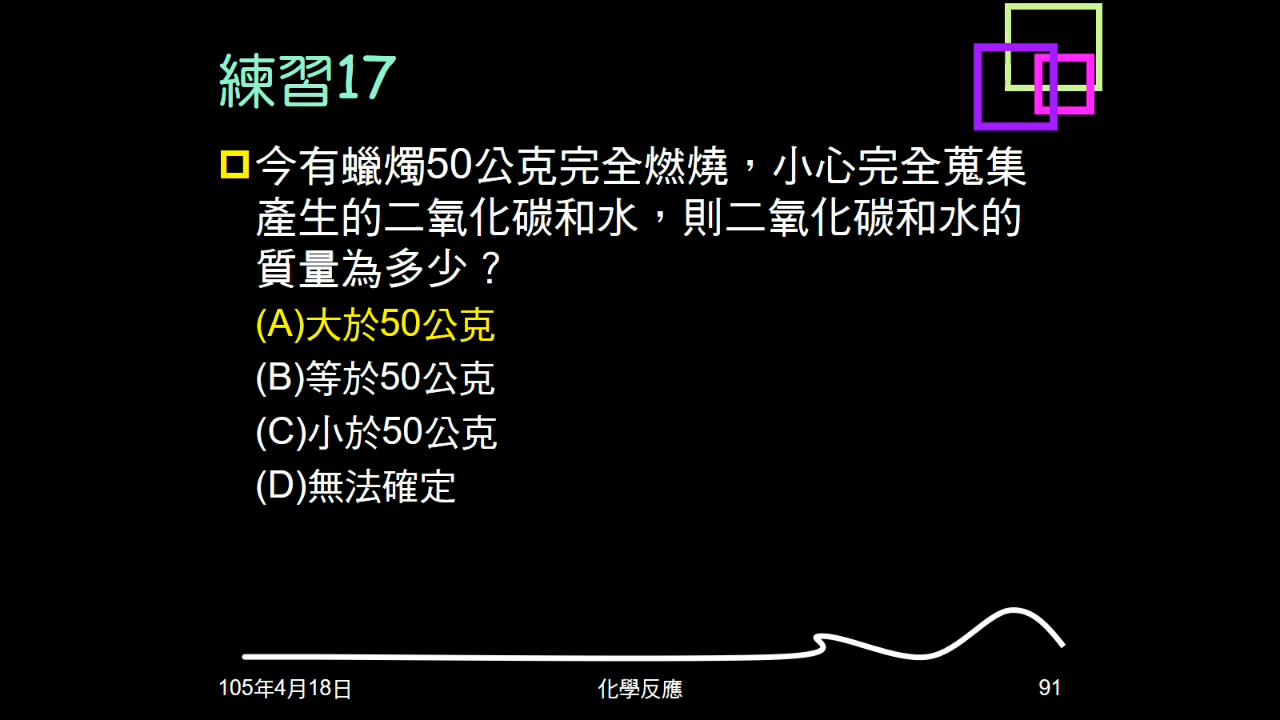 練習17
今有蠟燭50公克完全燃燒，小心完全蒐集
產生的二氧化碳和水，則二氧化碳和水的
質量為多少？
(A)大於50公克
(B)等於50公克
(C)小於50公克
(D)無法確定
105年4月18日
化學反應
91